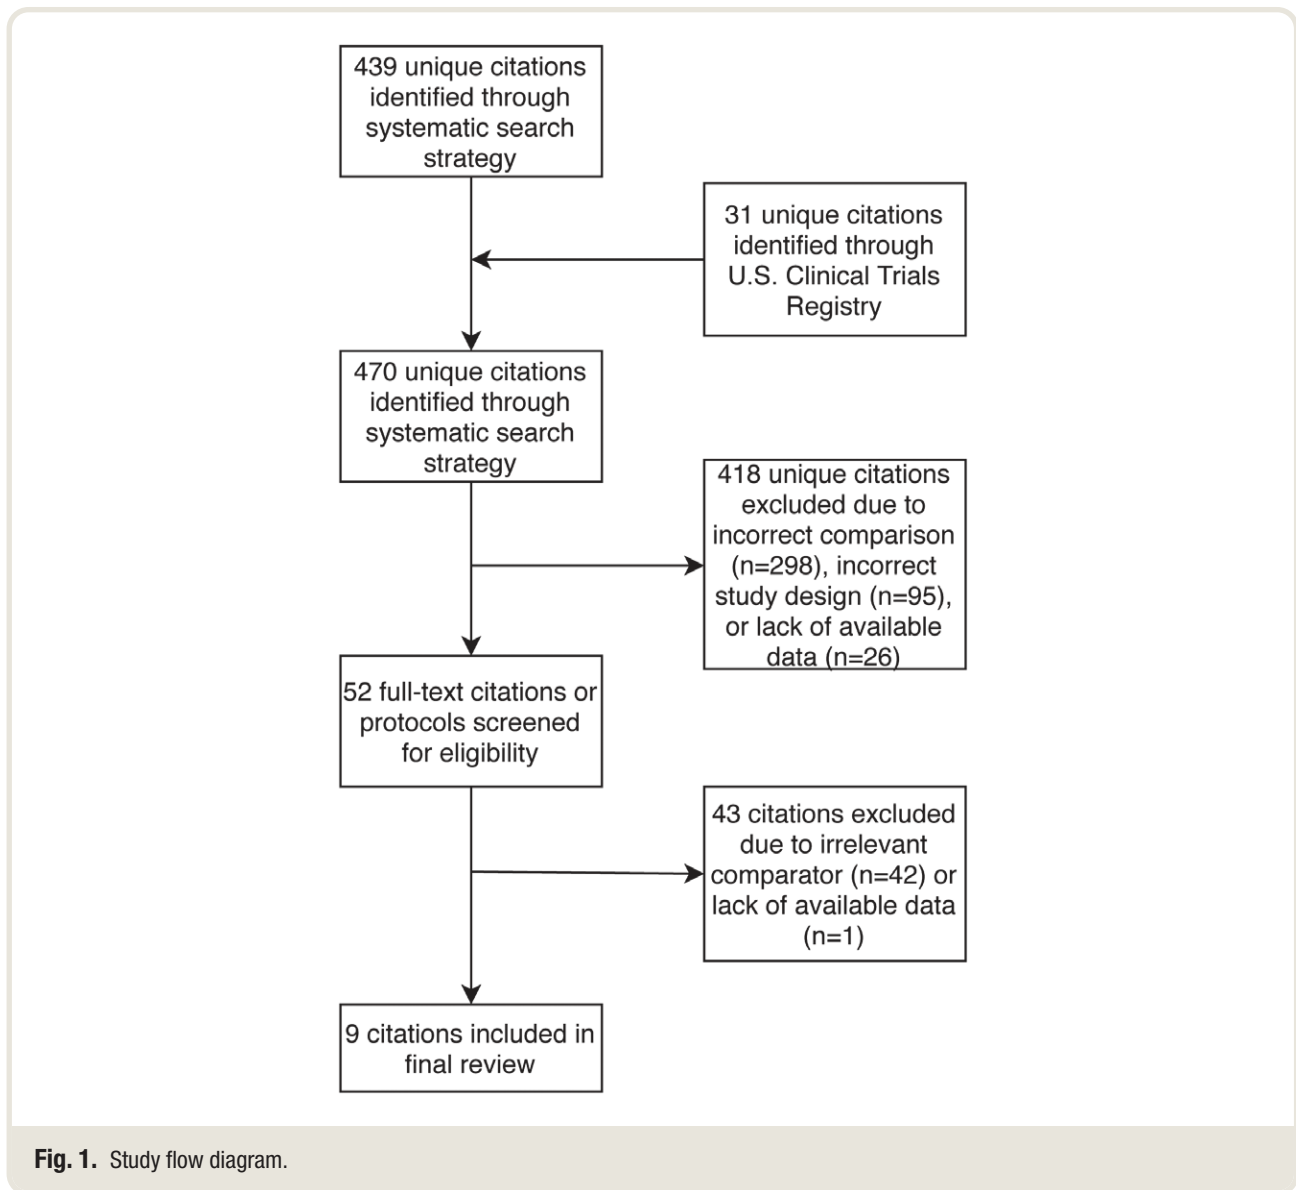 439 unique citations
identified through
systematic search
strategy
31 unique citations
identified through
U.S. Clinical Trials
Registry
470 unique citations
identified through
systematic search
strategy
418 unique citations
excluded due to
incorrect comparison
(n=298), incorrect
study design (n=95),
or lack of available
data (n=26)
52 full-text citations or
protocols screened
for eligibility
43 citations excluded
due to irrelevant
comparator (n=42) or
lack of available data
(n=1)
9 citations included in
final review
Fig. 1. Study flow diagram.